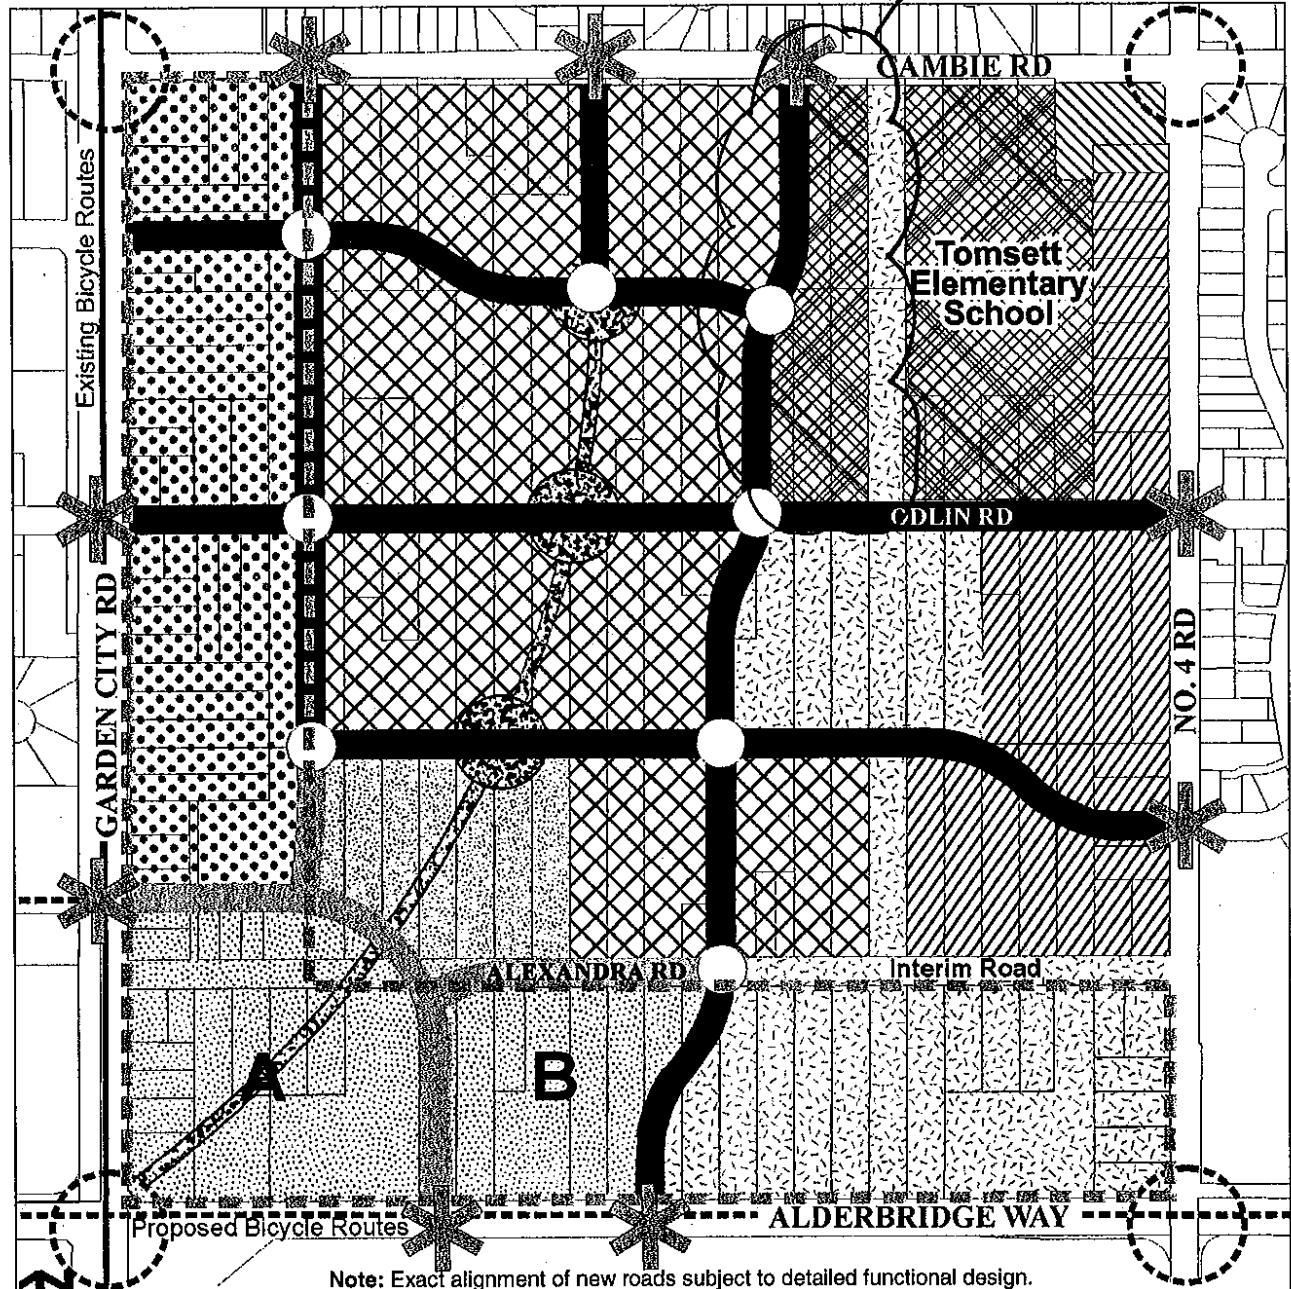 CAMBIE RD
Existing Bicycle Routes
Tomsett
Elementary
School
ODLIN RD
GARDEN CITY RD
NO. 4 RD
ALEXANDRA RD
Interim Road
A
B
Proposed Bicycle Routes
ALDERBRIDGE WAY
Note: Exact alignment of new roads subject to detailed functional design.